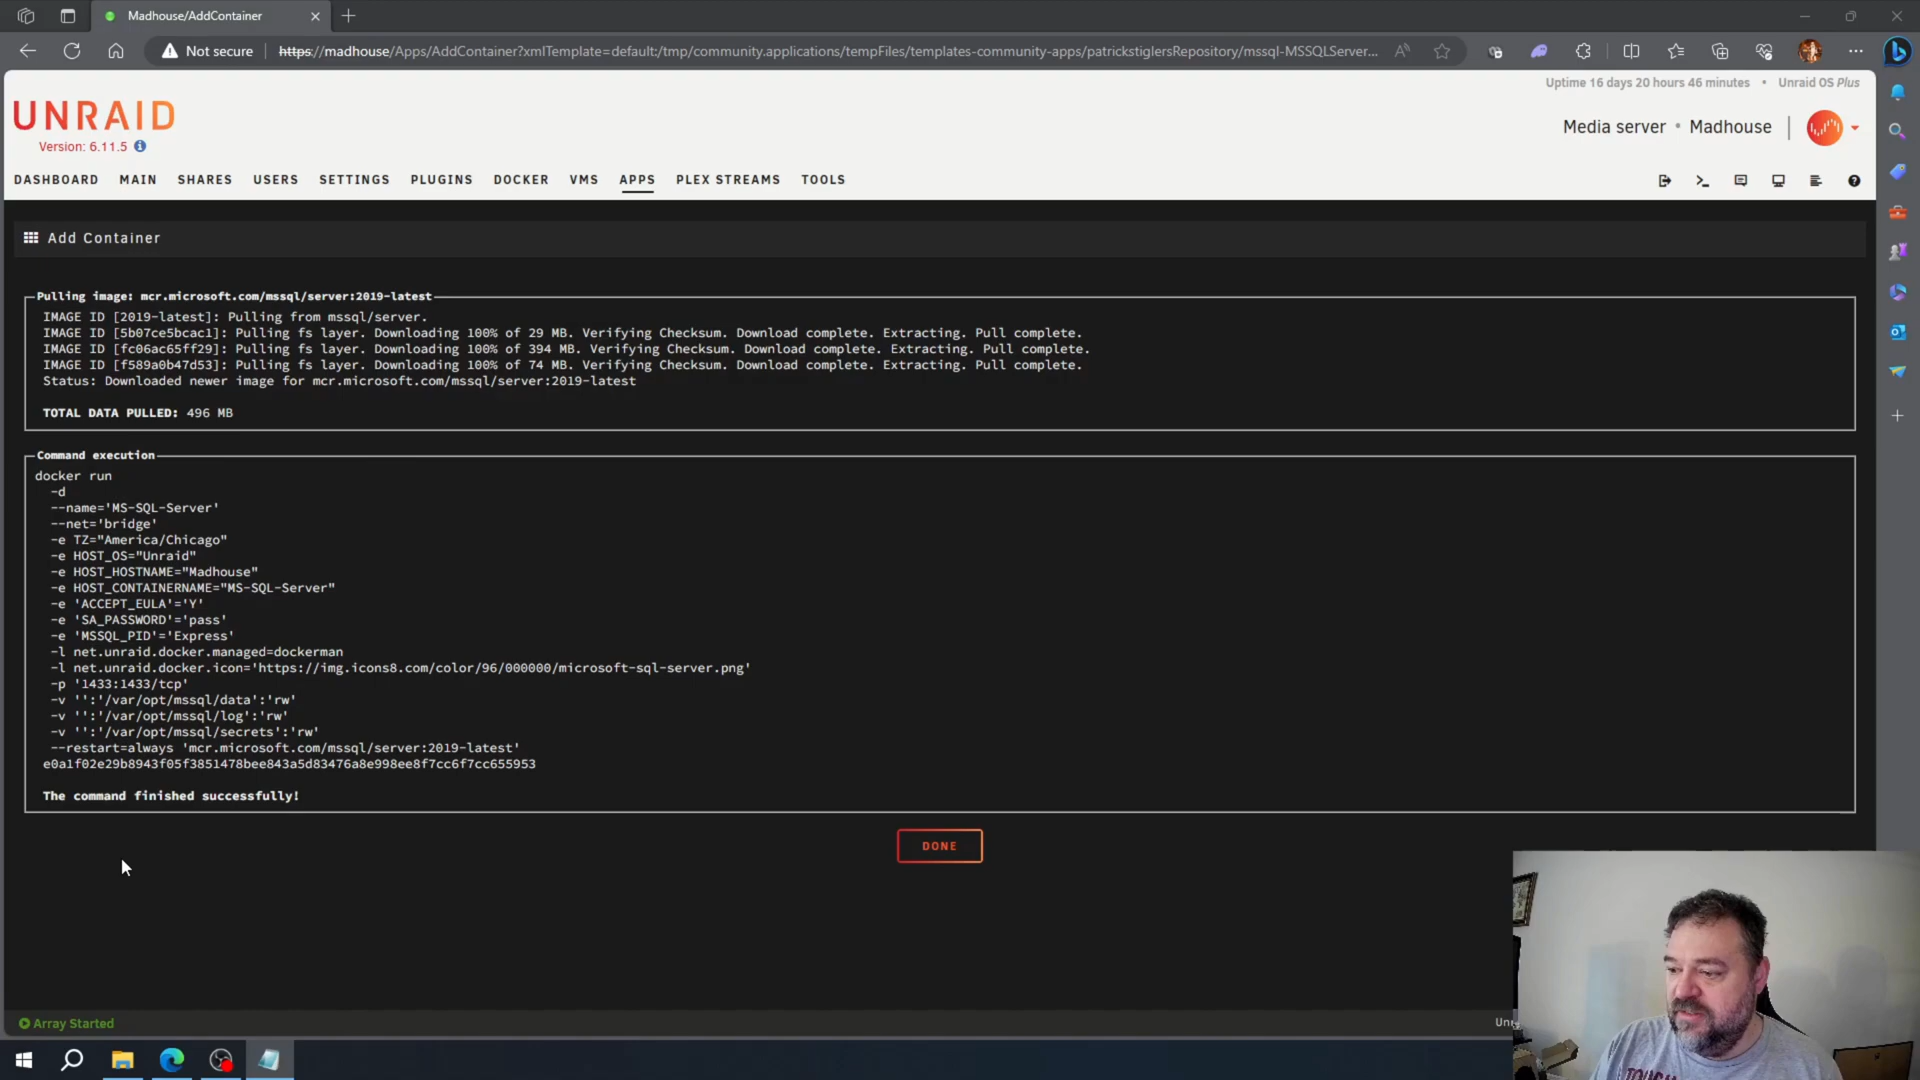 Madhouse/AddContainer
Not secure
https://madhouse/Apps/AddContainer?xmlTemplate=default:/tmp/community.applications/tempFiles/templates-community-apps/patrickstiglersRepository/mssql-MSSQLServer...
Uptime 16 days 20 hours 46 minutes • Unraid OS Plus
UNRAID
Version: 6.11.5
Media server • Madhouse
DASHBOARD MAIN SHARES USERS SETTINGS PLUGINS DOCKER VMS APPS PLEX STREAMS TOOLS
Add Container
Pulling image: mcr.microsoft.com/mssql/server:2019-latest
IMAGE ID [2019-latest]: Pulling from mssql/server.
IMAGE ID [5b07ce5bcac1]: Pulling fs layer. Downloading 100% of 29 MB. Verifying Checksum. Download complete. Extracting. Pull complete.
IMAGE ID [fc06ac65ff29]: Pulling fs layer. Downloading 100% of 394 MB. Verifying Checksum. Download complete. Extracting. Pull complete.
IMAGE ID [f589a0b47d53]: Pulling fs layer. Downloading 100% of 74 MB. Verifying Checksum. Download complete. Extracting. Pull complete.
Status: Downloaded newer image for mcr.microsoft.com/mssql/server:2019-latest
TOTAL DATA PULLED: 496 MB
Command execution
docker run
-d
--name='MS-SQL-Server'
--net='bridge'
-e TZ="America/Chicago"
-e HOST_OS="Unraid"
-e HOST_HOSTNAME="Madhouse"
-e HOST_CONTAINERNAME="MS-SQL-Server"
-e 'ACCEPT_EULA'='Y'
-e 'SA_PASSWORD'='pass'
-e 'MSSQL_PID'='Express'
-l net.unraid.docker.managed=dockerman
-l net.unraid.docker.icon='https://img.icons8.com/color/96/000000/microsoft-sql-server.png'
-p '1433:1433/tcp'
-v '':'/var/opt/mssql/data':'rw'
-v '':'/var/opt/mssql/log':'rw'
-v '':'/var/opt/mssql/secrets':'rw'
--restart=always 'mcr.microsoft.com/mssql/server:2019-latest'
e0a1f02e29b8943f05f3851478bee843a5d83476a8e998ee8f7cc6f7cc655953
The command finished successfully!
DONE
Array Started